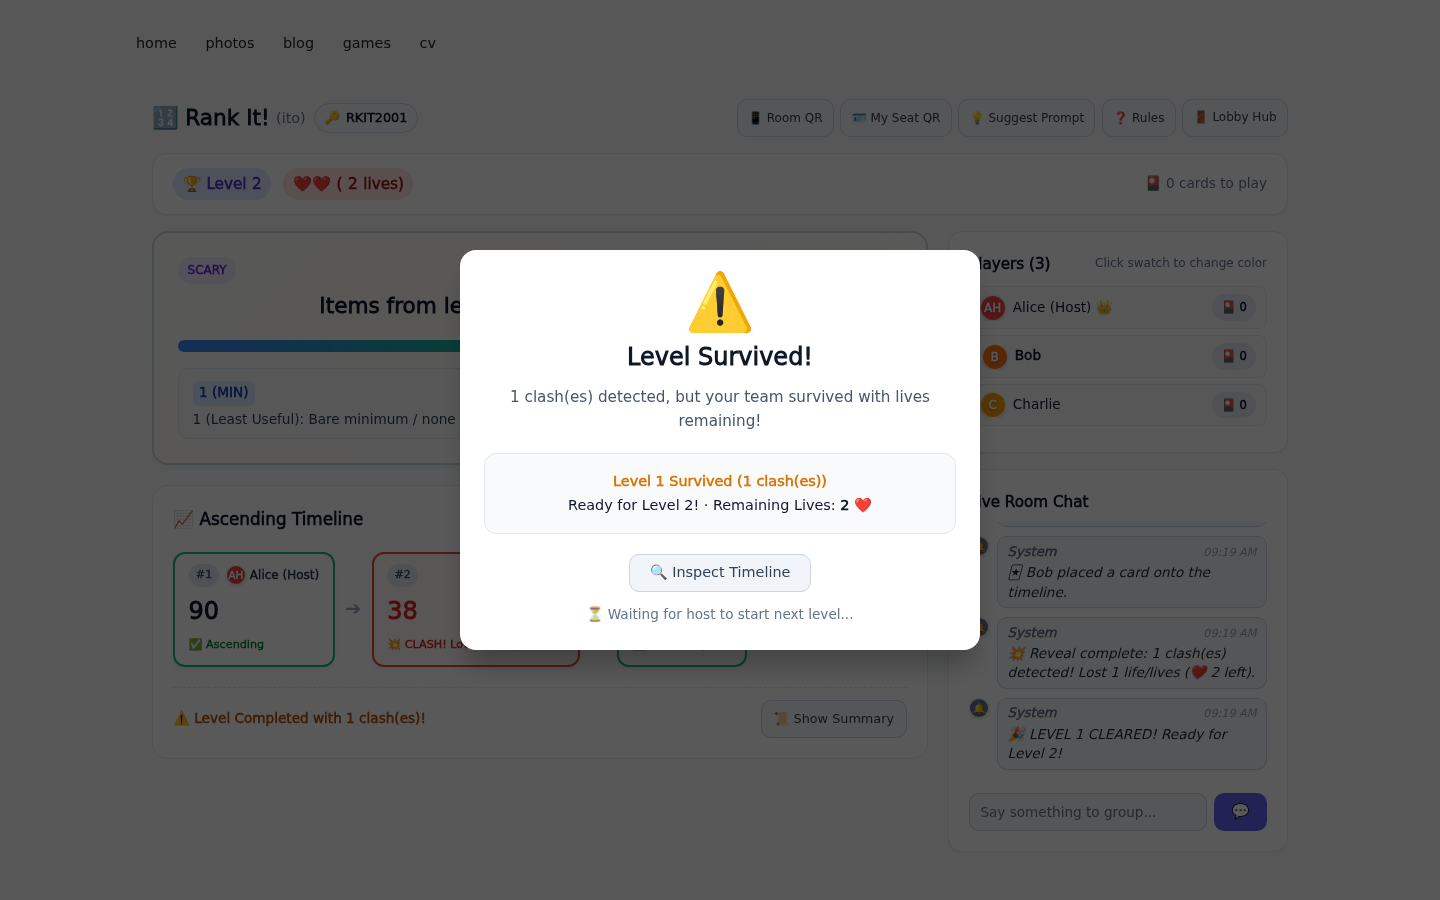 home photos blog games cv
Rank It! (ito) RKIT2001
Room QR My Seat QR Suggest Prompt Rules Lobby Hub
Level 2 ( 2 lives) 0 cards to play
SCARY
Items from le
1 (MIN)
1 (Least Useful): Bare minimum / none
Ascending Timeline
#1 AH Alice (Host)
90
✅ Ascending
→
#2
38
💥 CLASH! Lo
⚠️ Level Completed with 1 clash(es)!
Show Summary
Level Survived!
1 clash(es) detected, but your team survived with lives
remaining!
Level 1 Survived (1 clash(es))
Ready for Level 2! · Remaining Lives: 2 ❤️
🔍 Inspect Timeline
⏳ Waiting for host to start next level...
layers (3) Click swatch to change color
AH Alice (Host) 👑 0
B Bob 0
C Charlie 0
ve Room Chat
System 09:19 AM
🃏 Bob placed a card onto the
timeline.
System 09:19 AM
💥 Reveal complete: 1 clash(es)
detected! Lost 1 life/lives (❤️ 2 left).
System 09:19 AM
🎉 LEVEL 1 CLEARED! Ready for
Level 2!
Say something to group...